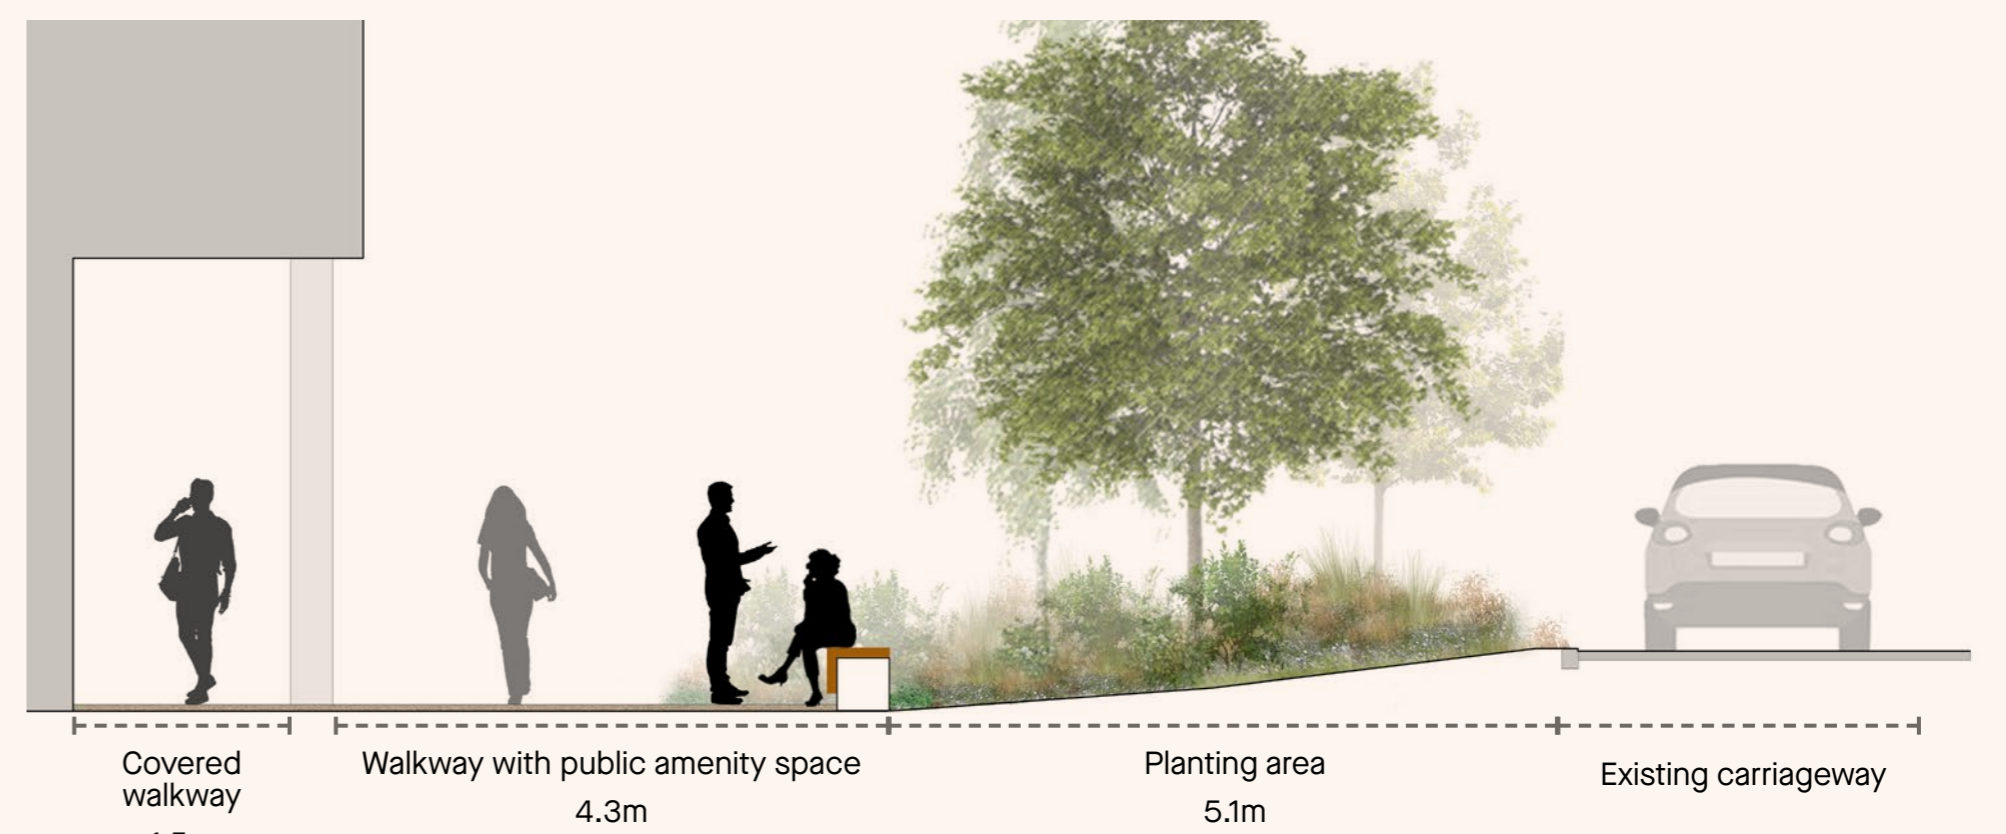 Covered
walkway
Walkway with public amenity space
4.3m
Planting area
5.1m
Existing carriageway